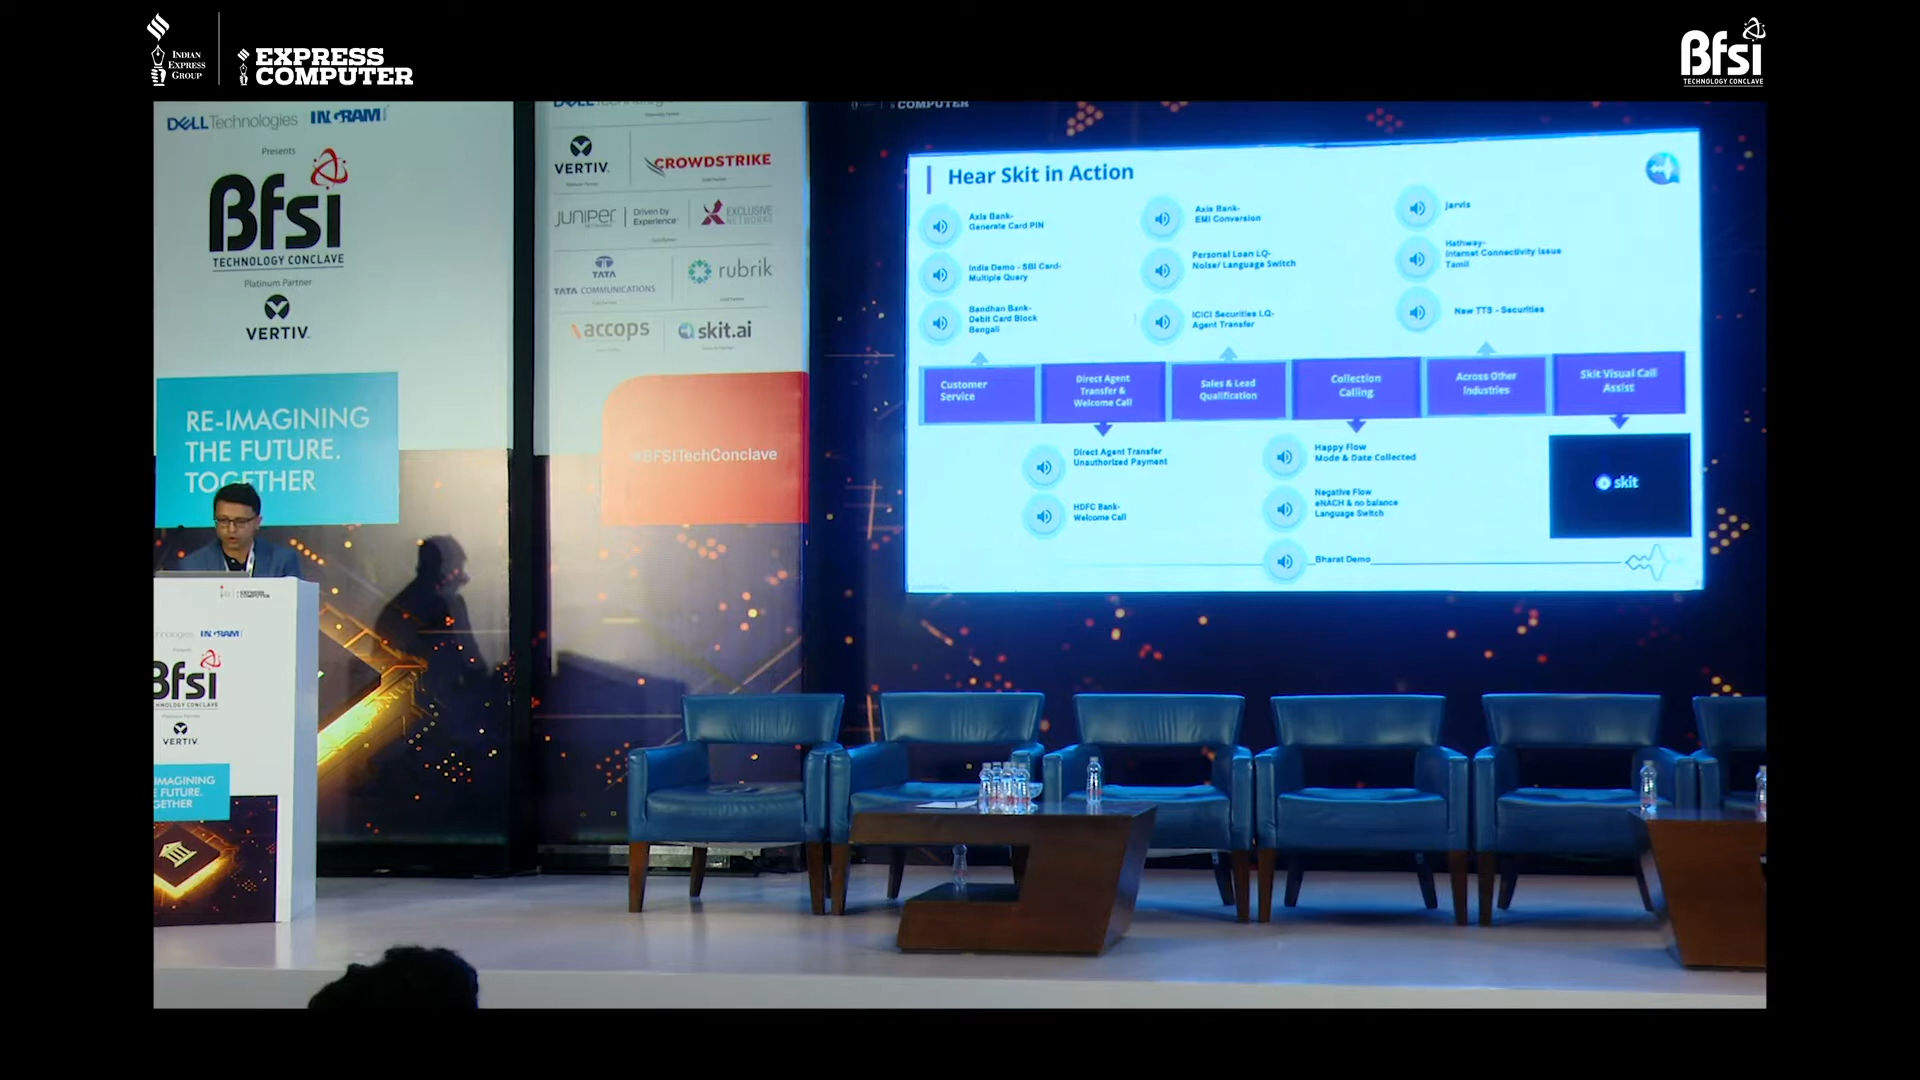 INDIAN
EXPRESS
GROUP
EXPRESS
COMPUTER
Bfsi
TECHNOLOGY CONCLAVE
DELL Technologies INGRAM
Presents
Bfsi
TECHNOLOGY CONCLAVE
Platinum Partner
VERTIV.
RE-IMAGINING
THE FUTURE.
TOGETHER
VERTIV.
CROWDSTRIKE
JUNIPER
NETWORKS
Driven by
Experience
EXCLUSIVE
NETWORKS
TATA
TATA COMMUNICATIONS
rubrik
accops
skit.ai
#BFSITechConclave
COMPUTER
Hear Skit in Action
Axis Bank-
Generate Card PIN
India Demo - SBI Card-
Multiple Query
Bandhan Bank-
Debit Card Block
Bengali
Axis Bank-
EMI Conversion
Personal Loan LQ-
Noise/ Language Switch
ICICI Securities LQ-
Agent Transfer
Jarvis
Hathway-
Internet Connectivity Issue
Tamil
New TTS - Securities
Customer
Service
Direct Agent
Transfer &
Welcome Call
Sales & Lead
Qualification
Collection
Calling
Across Other
Industries
Skit Visual Call
Assist
Direct Agent Transfer
Unauthorized Payment
HDFC Bank-
Welcome Call
Happy Flow
Mode & Date Collected
Negative Flow
eNACH & no balance
Language Switch
Bharat Demo
skit
EXPRESS
COMPUTER
INGRAM
Presents
Bfsi
VERTIV.